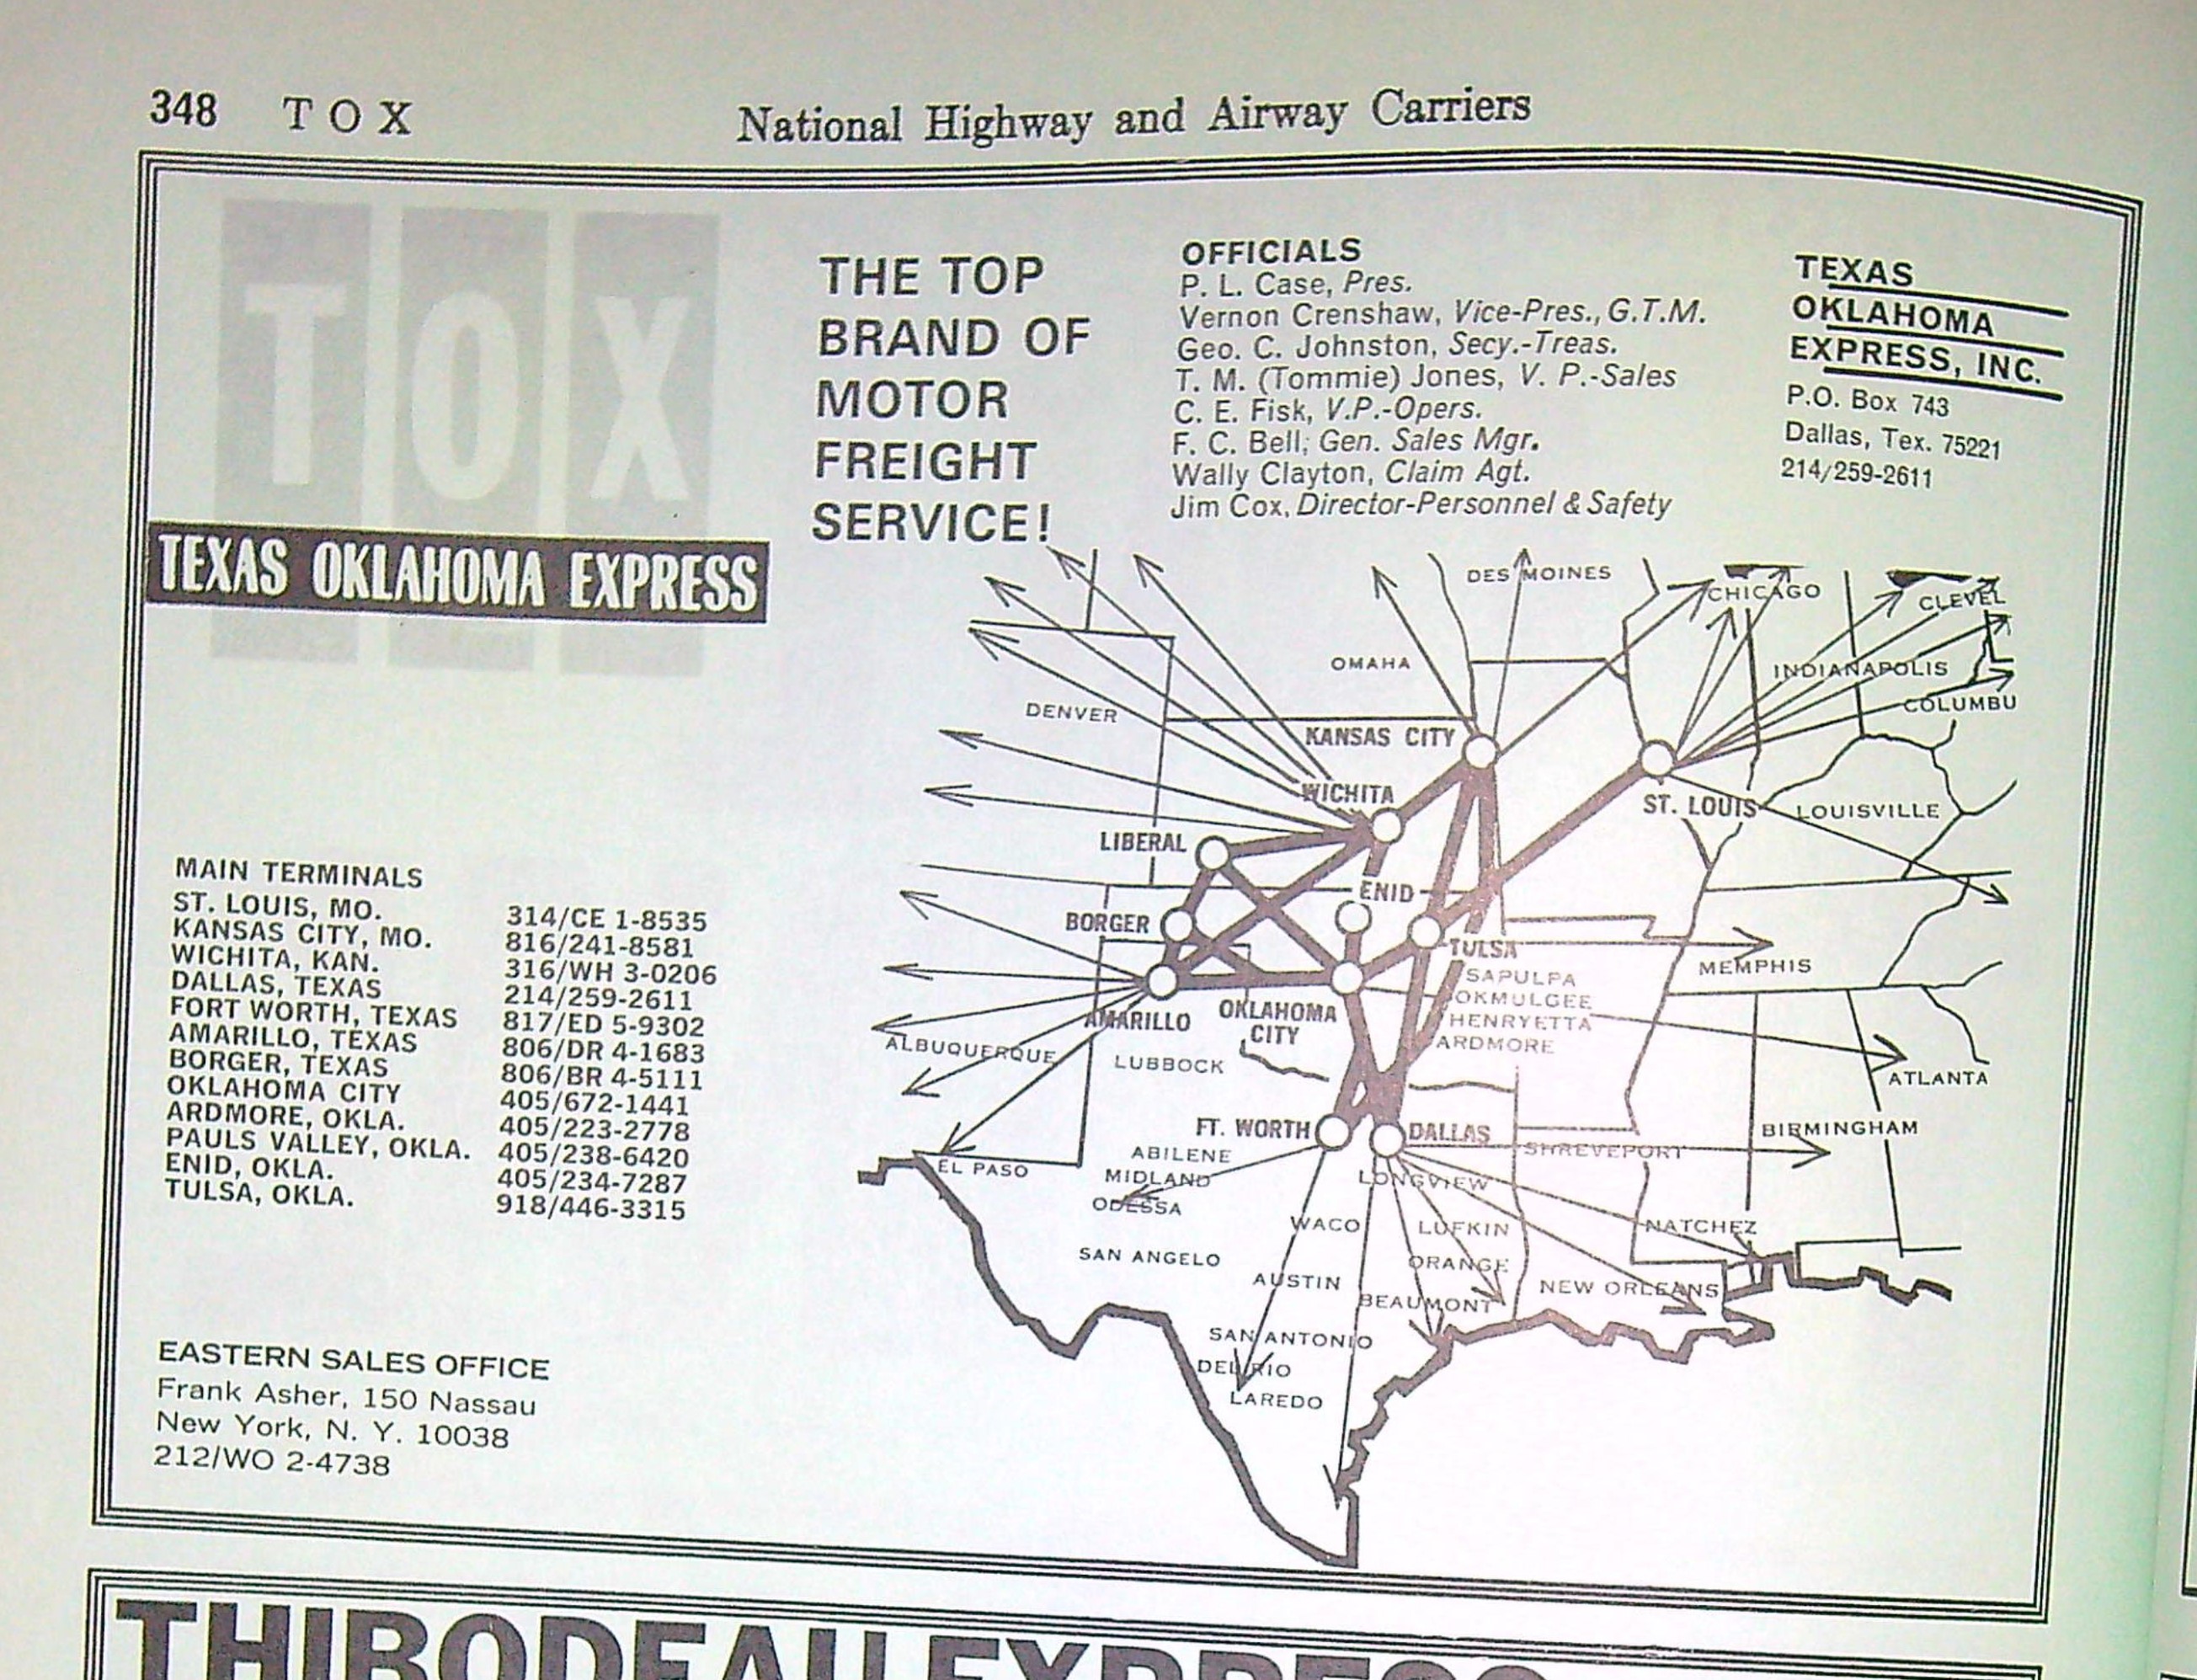 348 TOX
National Highway and Airway Carriers
TOX
TEXAS OKLAHOMA EXPRESS
THE TOP
BRAND OF
MOTOR
FREIGHT
SERVICE!
OFFICIALS
P. L. Case, Pres.
Vernon Crenshaw, Vice-Pres., G.T.M.
Geo. C. Johnston, Secy.-Treas.
T. M. (Tommie) Jones, V. P.-Sales
C. E. Fisk, V.P.-Opers.
F. C. Bell; Gen. Sales Mgr.
Wally Clayton, Claim Agt.
Jim Cox, Director-Personnel & Safety
TEXAS
OKLAHOMA
EXPRESS, INC.
P.O. Box 743
Dallas, Tex. 75221
214/259-2611
MAIN TERMINALS
ST. LOUIS, MO. 314/CE 1-8535
KANSAS CITY, MO. 816/241-8581
WICHITA, KAN. 316/WH 3-0206
DALLAS, TEXAS 214/259-2611
FORT WORTH, TEXAS 817/ED 5-9302
AMARILLO, TEXAS 806/DR 4-1683
BORGER, TEXAS 806/BR 4-5111
OKLAHOMA CITY 405/672-1441
ARDMORE, OKLA. 405/223-2778
PAULS VALLEY, OKLA. 405/238-6420
ENID, OKLA. 405/234-7287
TULSA, OKLA. 918/446-3315
EASTERN SALES OFFICE
Frank Asher, 150 Nassau
New York, N. Y. 10038
212/WO 2-4738
DES MOINES
CHICAGO
CLEVEL
OMAHA
INDIANAPOLIS
COLUMBU
DENVER
KANSAS CITY
WICHITA
ST. LOUIS
LOUISVILLE
LIBERAL
ENID
BORGER
TULSA
MEMPHIS
SAPULPA
OKMULGEE
HENRYETTA
ARDMORE
AMARILLO
OKLAHOMA
CITY
ALBUQUERQUE
LUBBOCK
ATLANTA
FT. WORTH
DALLAS
BIRMINGHAM
ABILENE
SHREVEPORT
EL PASO
MIDLAND
LONGVIEW
ODESSA
WACO
LUFKIN
NATCHEZ
SAN ANGELO
ORANGE
AUSTIN
NEW ORLEANS
BEAUMONT
SAN ANTONIO
DEL RIO
LAREDO
THIBODEAU EXPRESS